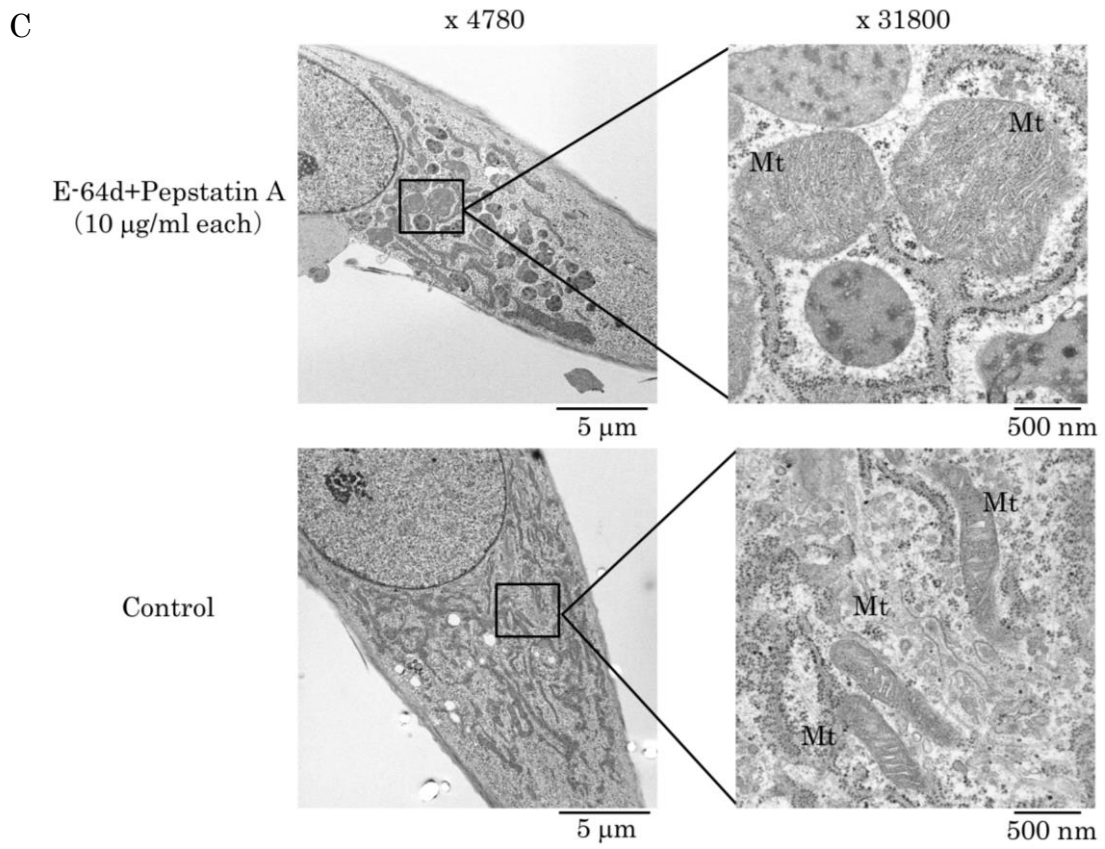 C
x 4780
x 31800
E-64d+Pepstatin A
(10 μg/ml each)
Mt
Mt
5 μm
500 nm
Control
Mt
Mt
Mt
5 μm
500 nm